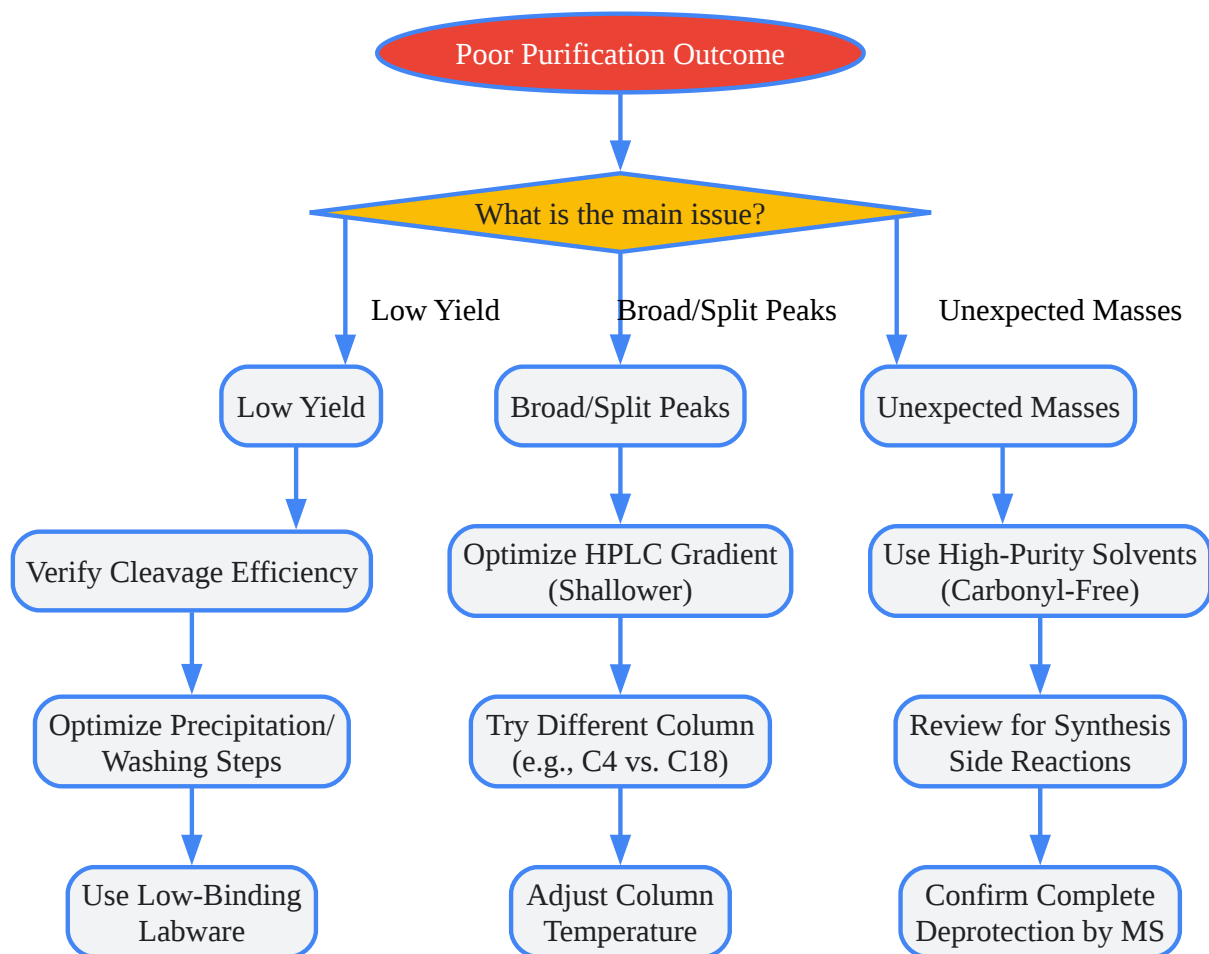 Poor Purification Outcome
What is the main issue?
Low Yield
Broad/Split Peaks
Unexpected Masses
Low Yield
Broad/Split Peaks
Unexpected Masses
Verify Cleavage Efficiency
Optimize HPLC Gradient
(Shallower)
Use High-Purity Solvents
(Carbonyl-Free)
Optimize Precipitation/
Washing Steps
Try Different Column
(e.g., C4 vs. C18)
Review for Synthesis
Side Reactions
Use Low-Binding
Labware
Adjust Column
Temperature
Confirm Complete
Deprotection by MS